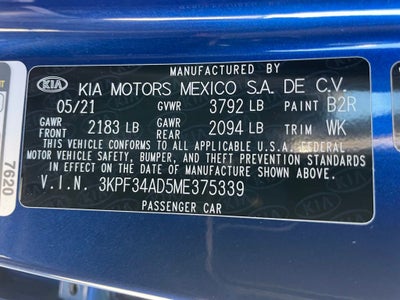 MANUFACTURED BY
KIA KIA MOTORS MEXICO S.A. DE C.V.
05/21 GVWR 3792 LB PAINT B2R
GAWR FRONT 2183 LB GAWR REAR 2094 LB TRIM WK
THIS VEHICLE CONFORMS TO ALL APPLICABLE U.S.A. FEDERAL
MOTOR VEHICLE SAFETY, BUMPER, AND THEFT PREVENTION STANDARDS
IN EFFECT ON THE DATE OF MANUFACTURE SHOWN ABOVE.
V.I.N. 3KPF34AD5ME375339
PASSENGER CAR
7620